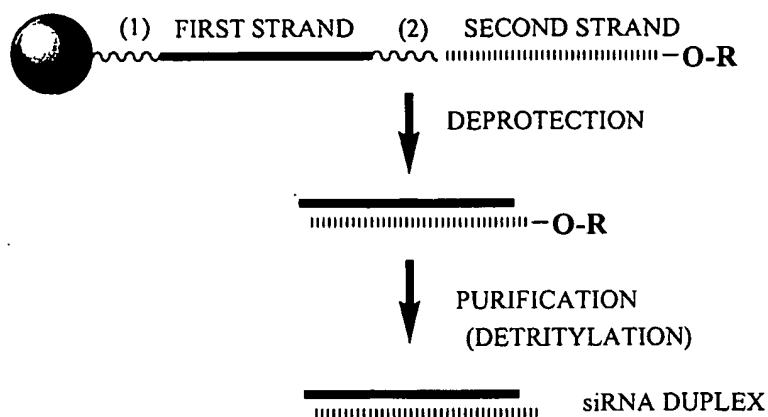 (1) FIRST STRAND (2) SECOND STRAND
O-R
DEPROTECTION
O-R
PURIFICATION
(DETRITYLATION)
siRNA DUPLEX